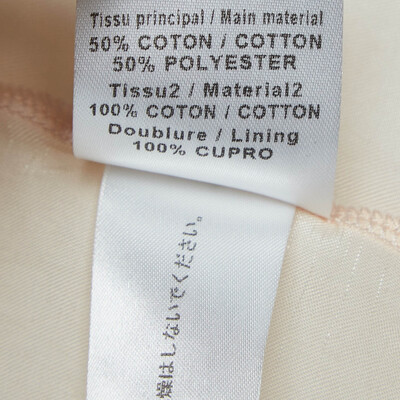 Tissu principal / Main material
50% COTON / COTTON
50% POLYESTER
Tissu2 / Material2
100% COTON / COTTON
Doublure / Lining
100% CUPRO
燥はしないでください。